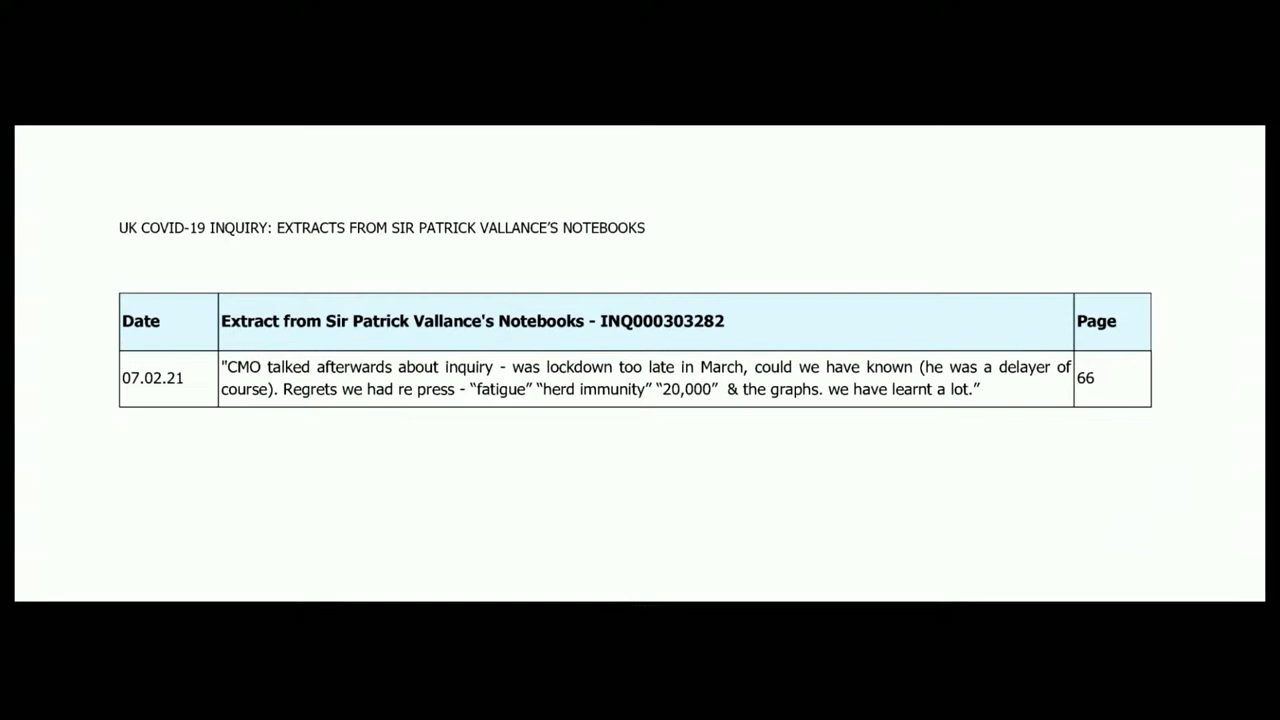 UK COVID-19 INQUIRY: EXTRACTS FROM SIR PATRICK VALLANCE’S NOTEBOOKS
Date Extract from Sir Patrick Vallance's Notebooks - INQ000303282 Page
07.02.21
"CMO talked afterwards about inquiry - was lockdown too late in March, could we have known (he was a delayer of
course). Regrets we had re press - “fatigue” “herd immunity” “20,000” & the graphs. we have learnt a lot.”
66